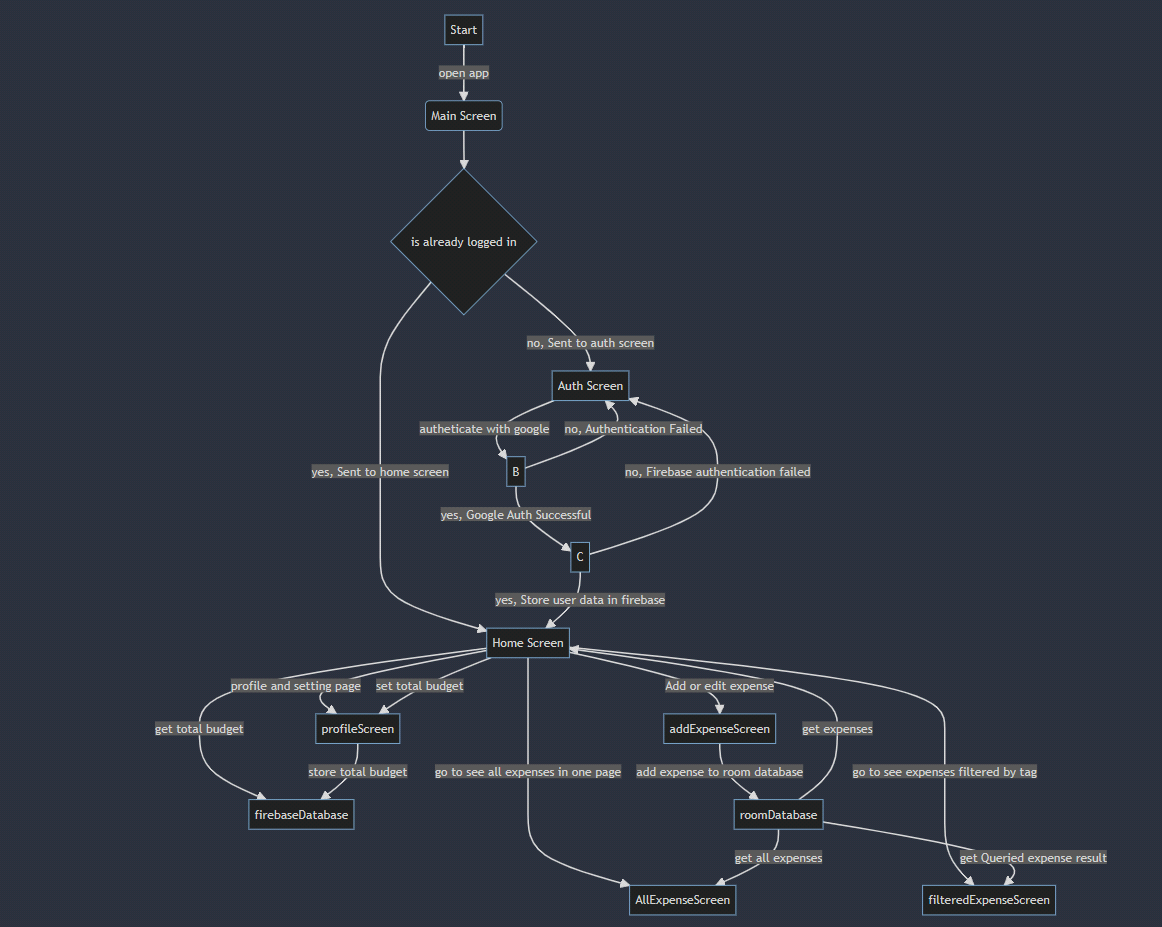 Start
open app
Main Screen
is already logged in
no, Sent to auth screen
Auth Screen
autheticate with google
no, Authentication Failed
yes, Sent to home screen
B
no, Firebase authentication failed
yes, Google Auth Successful
C
yes, Store user data in firebase
Home Screen
profile and setting page
set total budget
Add or edit expense
get total budget
profileScreen
addExpenseScreen
get expenses
store total budget
go to see all expenses in one page
add expense to room database
go to see expenses filtered by tag
firebaseDatabase
roomDatabase
get all expenses
get Queried expense result
AllExpenseScreen
filteredExpenseScreen